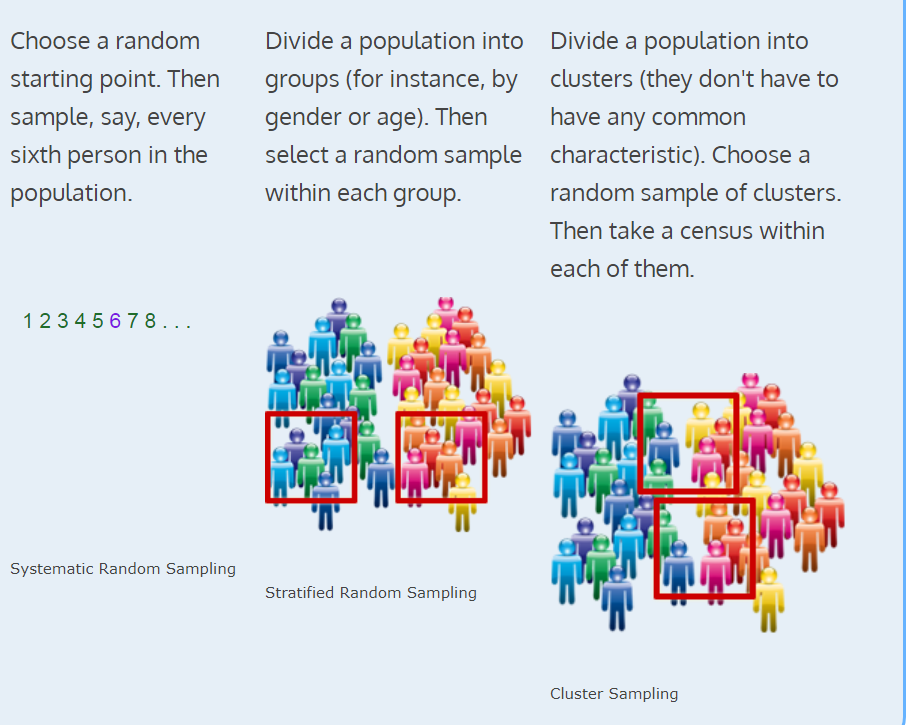 Choose a random
starting point. Then
sample, say, every
sixth person in the
population.
1 2 3 4 5 6 7 8 . . .
Systematic Random Sampling
Divide a population into
groups (for instance, by
gender or age). Then
select a random sample
within each group.
Stratified Random Sampling
Divide a population into
clusters (they don't have to
have any common
characteristic). Choose a
random sample of clusters.
Then take a census within
each of them.
Cluster Sampling